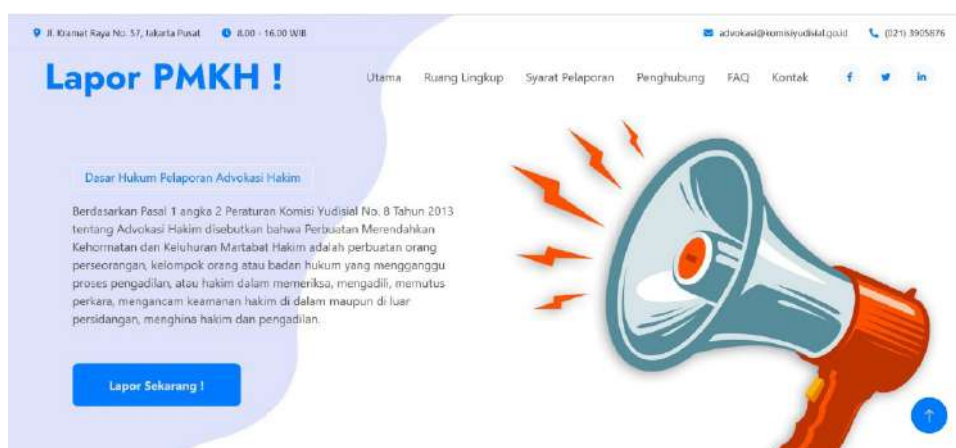 Jl. Kramat Raya No. 57, Jakarta Pusat 8.00 - 16.00 WIB advokasi@komisiyudisial.go.id (021) 3905876
Lapor PMKH ! Utama Ruang Lingkup Syarat Pelaporan Penghubung FAQ Kontak
Dasar Hukum Pelaporan Advokasi Hakim
Berdasarkan Pasal 1 angka 2 Peraturan Komisi Yudisial No. 8 Tahun 2013
tentang Advokasi Hakim disebutkan bahwa Perbuatan Merendahkan
Kehormatan dan Keluhuran Martabat Hakim adalah perbuatan orang
perseorangan, kelompok orang atau badan hukum yang mengganggu
proses pengadilan, atau hakim dalam memeriksa, mengadili, memutus
perkara, mengancam keamanan hakim di dalam maupun di luar
persidangan, menghina hakim dan pengadilan.
Lapor Sekarang !